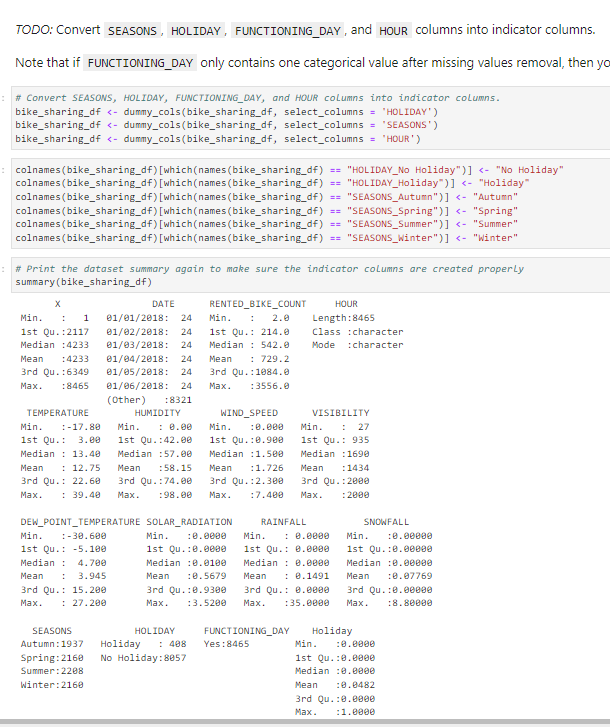 TODO: Convert SEASONS, HOLIDAY, FUNCTIONING_DAY, and HOUR columns into indicator columns.
Note that if FUNCTIONING_DAY only contains one categorical value after missing values removal, then yo
# Convert SEASONS, HOLIDAY, FUNCTIONING_DAY, and HOUR columns into indicator columns.
bike_sharing_df <- dummy_cols(bike_sharing_df, select_columns = 'HOLIDAY')
bike_sharing_df <- dummy_cols(bike_sharing_df, select_columns = 'SEASONS')
bike_sharing_df <- dummy_cols(bike_sharing_df, select_columns = 'HOUR')
colnames(bike_sharing_df)[which(names(bike_sharing_df) == "HOLIDAY_No Holiday")] <- "No Holiday"
colnames(bike_sharing_df)[which(names(bike_sharing_df) == "HOLIDAY_Holiday")] <- "Holiday"
colnames(bike_sharing_df)[which(names(bike_sharing_df) == "SEASONS_Autumn")] <- "Autumn"
colnames(bike_sharing_df)[which(names(bike_sharing_df) == "SEASONS_Spring")] <- "Spring"
colnames(bike_sharing_df)[which(names(bike_sharing_df) == "SEASONS_Summer")] <- "Summer"
colnames(bike_sharing_df)[which(names(bike_sharing_df) == "SEASONS_Winter")] <- "Winter"
# Print the dataset summary again to make sure the indicator columns are created properly
summary(bike_sharing_df)
X DATE RENTED_BIKE_COUNT HOUR
Min. : 1 01/01/2018: 24 Min. : 2.0 Length:8465
1st Qu.:2117 01/02/2018: 24 1st Qu.: 214.0 Class :character
Median :4233 01/03/2018: 24 Median : 542.0 Mode :character
Mean :4233 01/04/2018: 24 Mean : 729.2
3rd Qu.:6349 01/05/2018: 24 3rd Qu.:1084.0
Max. :8465 01/06/2018: 24 Max. :3556.0
(Other) :8321
TEMPERATURE HUMIDITY WIND_SPEED VISIBILITY
Min. :-17.80 Min. : 0.00 Min. :0.000 Min. : 27
1st Qu.: 3.00 1st Qu.:42.00 1st Qu.:0.900 1st Qu.: 935
Median : 13.40 Median :57.00 Median :1.500 Median :1690
Mean : 12.75 Mean :58.15 Mean :1.726 Mean :1434
3rd Qu.: 22.60 3rd Qu.:74.00 3rd Qu.:2.300 3rd Qu.:2000
Max. : 39.40 Max. :98.00 Max. :7.400 Max. :2000
DEW_POINT_TEMPERATURE SOLAR_RADIATION RAINFALL SNOWFALL
Min. :-30.600 Min. :0.0000 Min. : 0.0000 Min. :0.00000
1st Qu.: -5.100 1st Qu.:0.0000 1st Qu.: 0.0000 1st Qu.:0.00000
Median : 4.700 Median :0.0100 Median : 0.0000 Median :0.00000
Mean : 3.945 Mean :0.5679 Mean : 0.1491 Mean :0.07769
3rd Qu.: 15.200 3rd Qu.:0.9300 3rd Qu.: 0.0000 3rd Qu.:0.00000
Max. : 27.200 Max. :3.5200 Max. :35.0000 Max. :8.80000
SEASONS HOLIDAY FUNCTIONING_DAY Holiday
Autumn:1937 Holiday : 408 Yes:8465 Min. :0.0000
Spring:2160 No Holiday:8057 1st Qu.:0.0000
Summer:2208 Median :0.0000
Winter:2160 Mean :0.0482
3rd Qu.:0.0000
Max. :1.0000